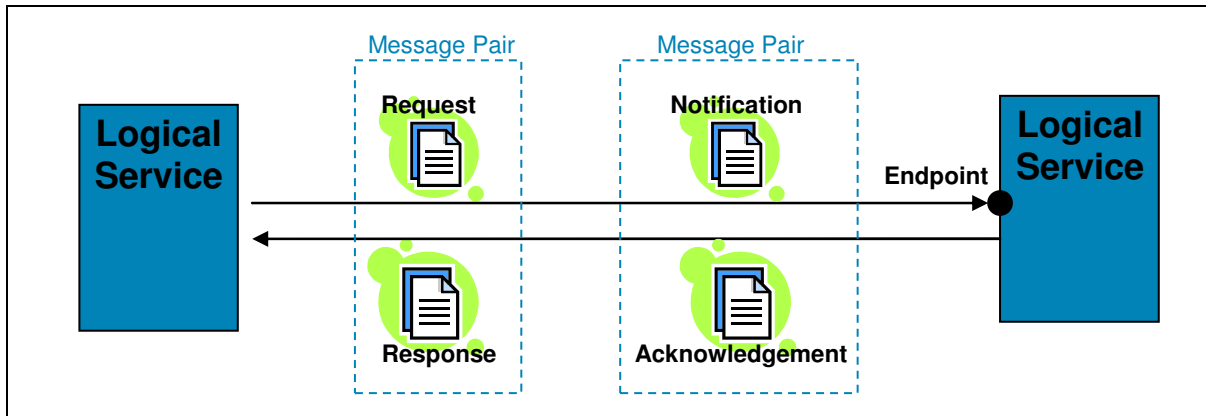 Message Pair
Message Pair
Logical
Service
Request
Notification
Endpoint
Logical
Service
Response
Acknowledgement